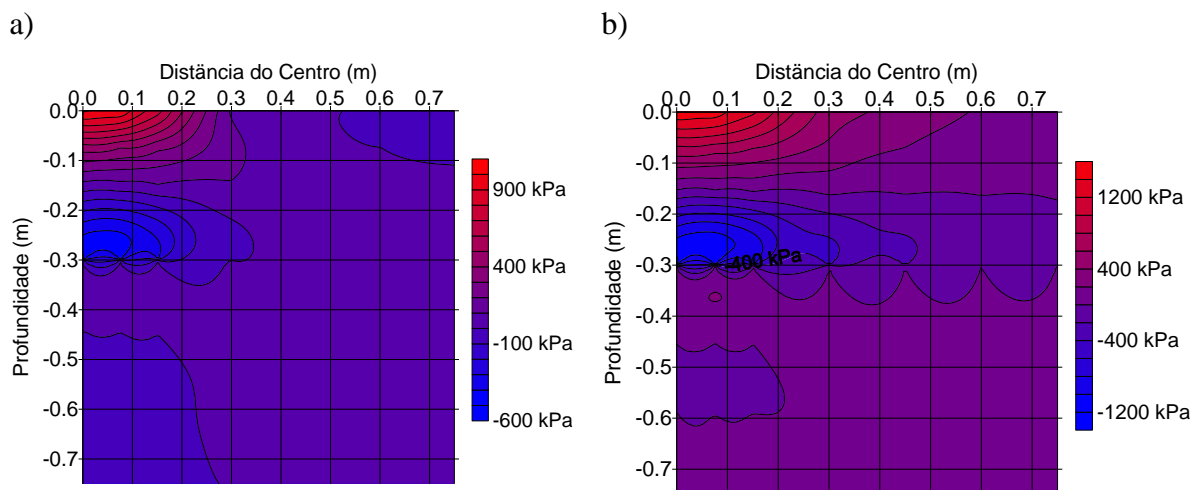 a)
Distäncia do Centro (m)
0.0 0.1 0.2 0.3 0.4 0.5 0.6 0.7
0.0
-0.1
-0.2
-0.3
-0.4
-0.5
-0.6
-0.7
Profundidade (m)
900 kPa
400 kPa
-100 kPa
-600 kPa
b)
Distância do Centro (m)
0.0 0.1 0.2 0.3 0.4 0.5 0.6 0.7
0.0
-0.1
-0.2
-0.3
-0.4
-0.5
-0.6
-0.7
Profundidade (m)
-400 kPa
1200 kPa
400 kPa
-400 kPa
-1200 kPa